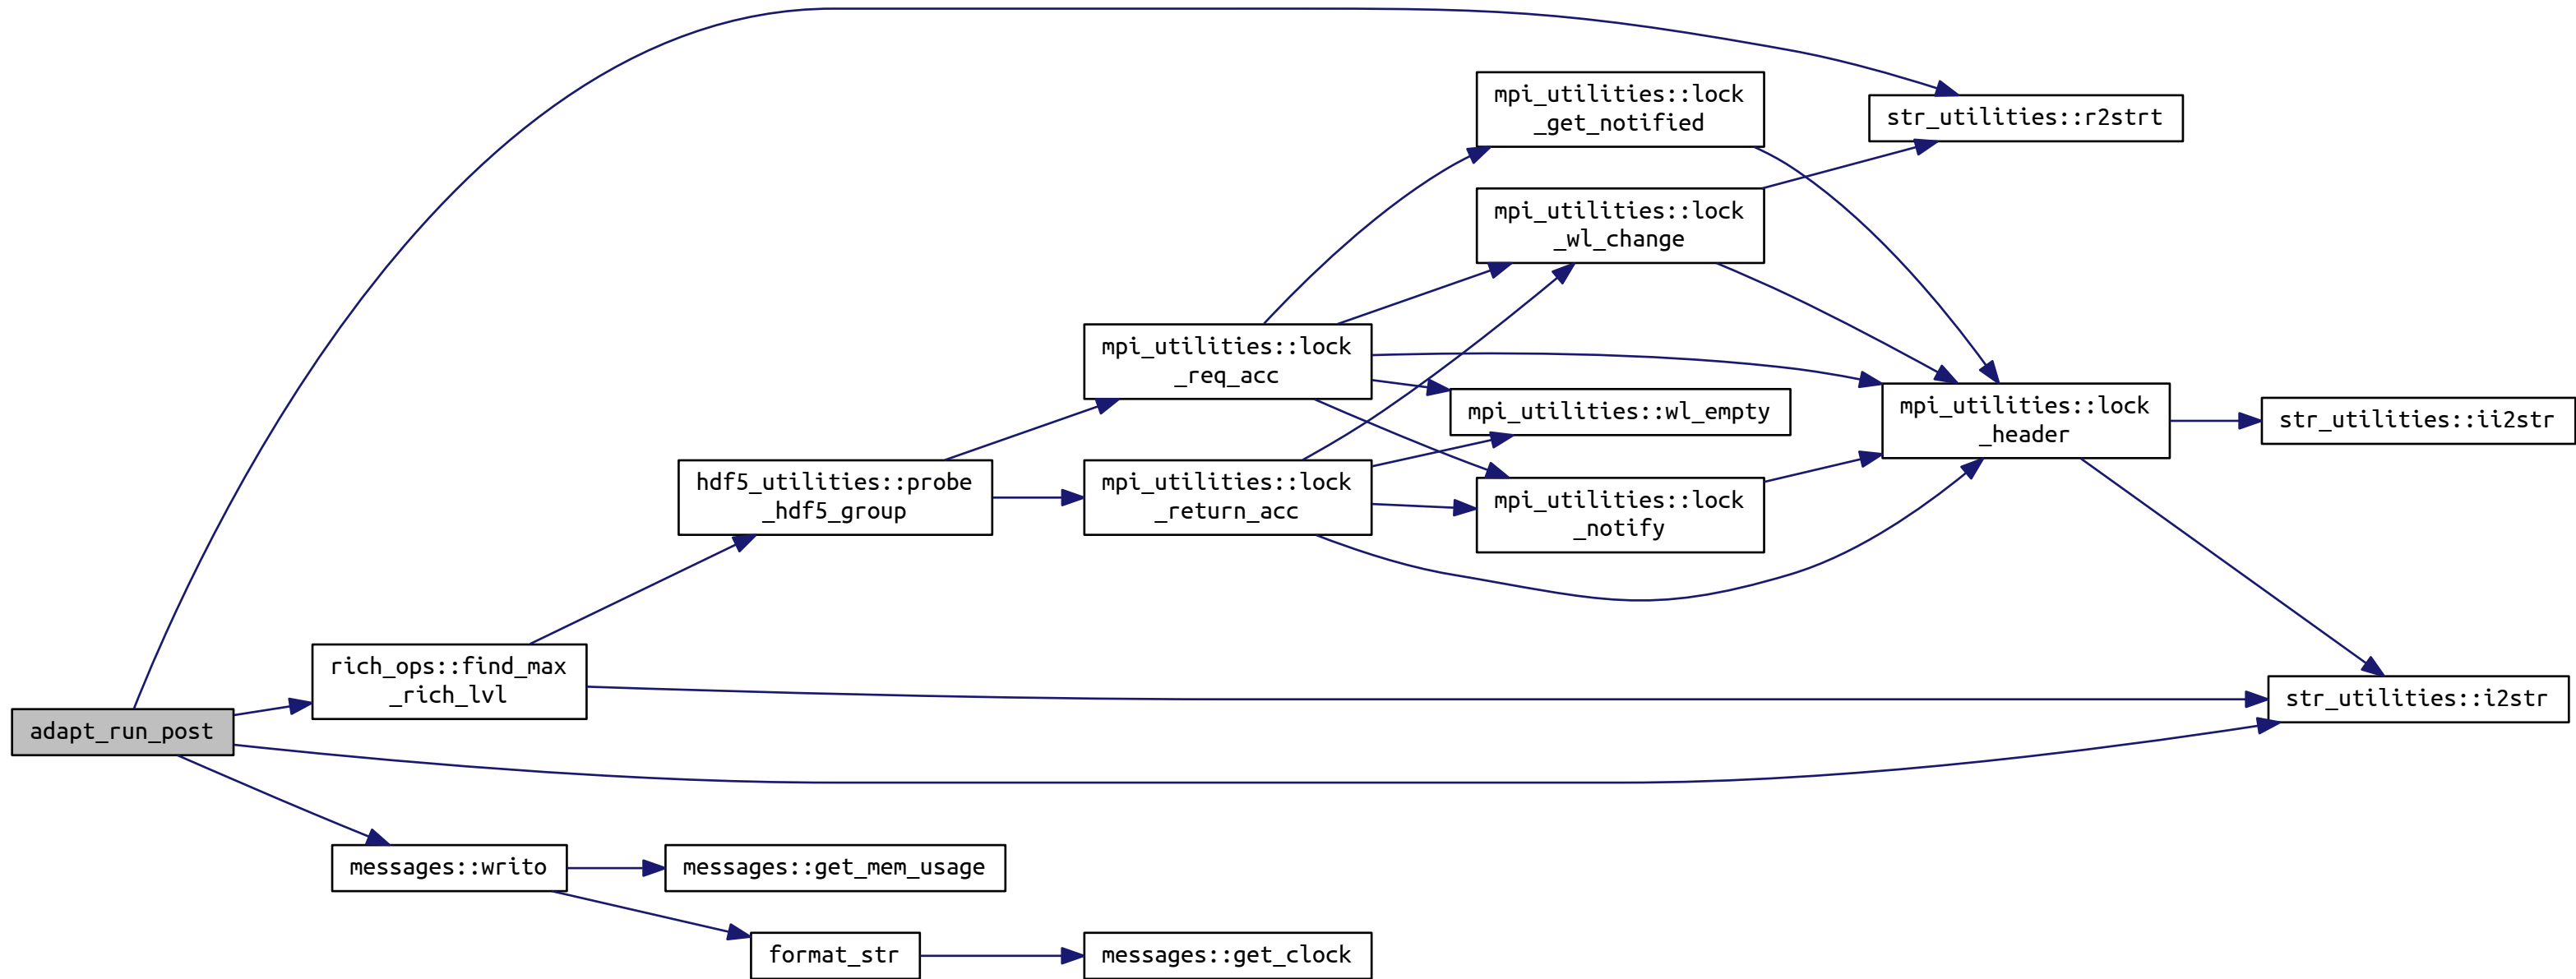 mpi_utilities::lock
_get_notified
str_utilities::r2strt
mpi_utilities::lock
_wl_change
mpi_utilities::lock
_req_acc
mpi_utilities::wl_empty
mpi_utilities::lock
_header
str_utilities::ii2str
hdf5_utilities::probe
_hdf5_group
mpi_utilities::lock
_return_acc
mpi_utilities::lock
_notify
rich_ops::find_max
_rich_lvl
str_utilities::i2str
adapt_run_post
messages::writo
messages::get_mem_usage
format_str
messages::get_clock